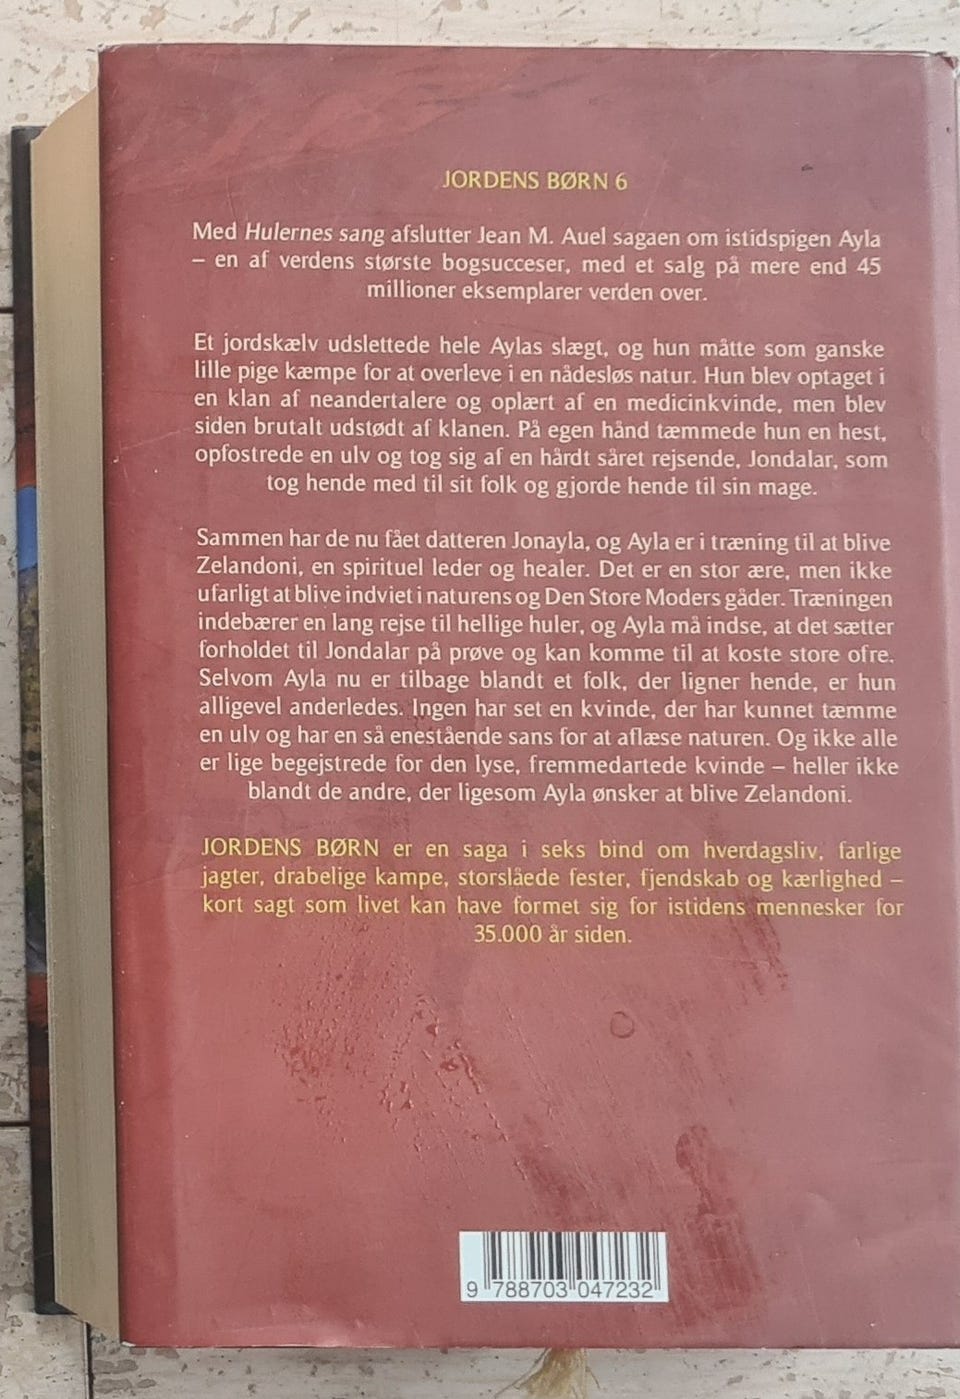 JORDENS BØRN 6
Med Hulernes sang afslutter Jean M. Auel sagaen om istidspigen Ayla
– en af verdens største bogsucceser, med et salg på mere end 45
millioner eksemplarer verden over.
Et jordskælv udslettede hele Aylas slægt, og hun måtte som ganske
lille pige kæmpe for at overleve i en nådesløs natur. Hun blev optaget i
en klan af neandertalere og oplært af en medicinkvinde, men blev
siden brutalt udstødt af klanen. På egen hånd tæmmede hun en hest,
opfostrede en ulv og tog sig af en hårdt såret rejsende, Jondalar, som
tog hende med til sit folk og gjorde hende til sin mage.
Sammen har de nu fået datteren Jonayla, og Ayla er i træning til at blive
Zelandoni, en spirituel leder og healer. Det er en stor ære, men ikke
ufarligt at blive indviet i naturens og Den Store Moders gåder. Træningen
indebærer en lang rejse til hellige huler, og Ayla må indse, at det sætter
forholdet til Jondalar på prøve og kan komme til at koste store ofre.
Selvom Ayla nu er tilbage blandt et folk, der ligner hende, er hun
alligevel anderledes. Ingen har set en kvinde, der har kunnet tæmme
en ulv og har en så enestående sans for at aflæse naturen. Og ikke alle
er lige begejstrede for den lyse, fremmedartede kvinde – heller ikke
blandt de andre, der ligesom Ayla ønsker at blive Zelandoni.
JORDENS BØRN er en saga i seks bind om hverdagsliv, farlige
jagter, drabelige kampe, storslåede fester, fjendskab og kærlighed –
kort sagt som livet kan have formet sig for istidens mennesker for
35.000 år siden.
9 788703 047232